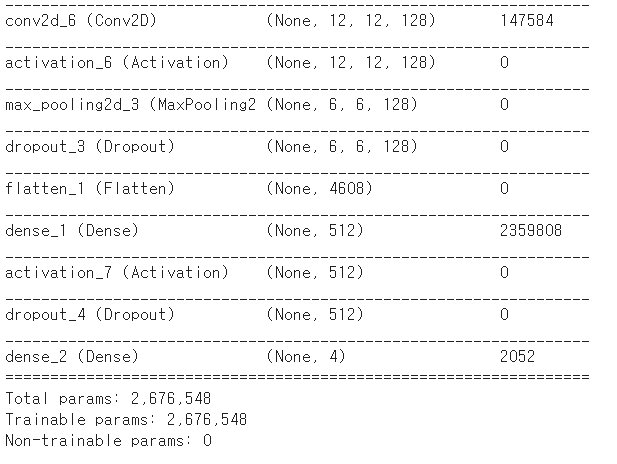 conv2d_6 (Conv2D)            (None, 12, 12, 128)       147584
_________________________________________________________________
activation_6 (Activation)    (None, 12, 12, 128)       0
_________________________________________________________________
max_pooling2d_3 (MaxPooling2 (None, 6, 6, 128)         0
_________________________________________________________________
dropout_3 (Dropout)          (None, 6, 6, 128)         0
_________________________________________________________________
flatten_1 (Flatten)          (None, 4608)              0
_________________________________________________________________
dense_1 (Dense)              (None, 512)               2359808
_________________________________________________________________
activation_7 (Activation)    (None, 512)               0
_________________________________________________________________
dropout_4 (Dropout)          (None, 512)               0
_________________________________________________________________
dense_2 (Dense)              (None, 4)                 2052
=================================================================
Total params: 2,676,548
Trainable params: 2,676,548
Non-trainable params: 0